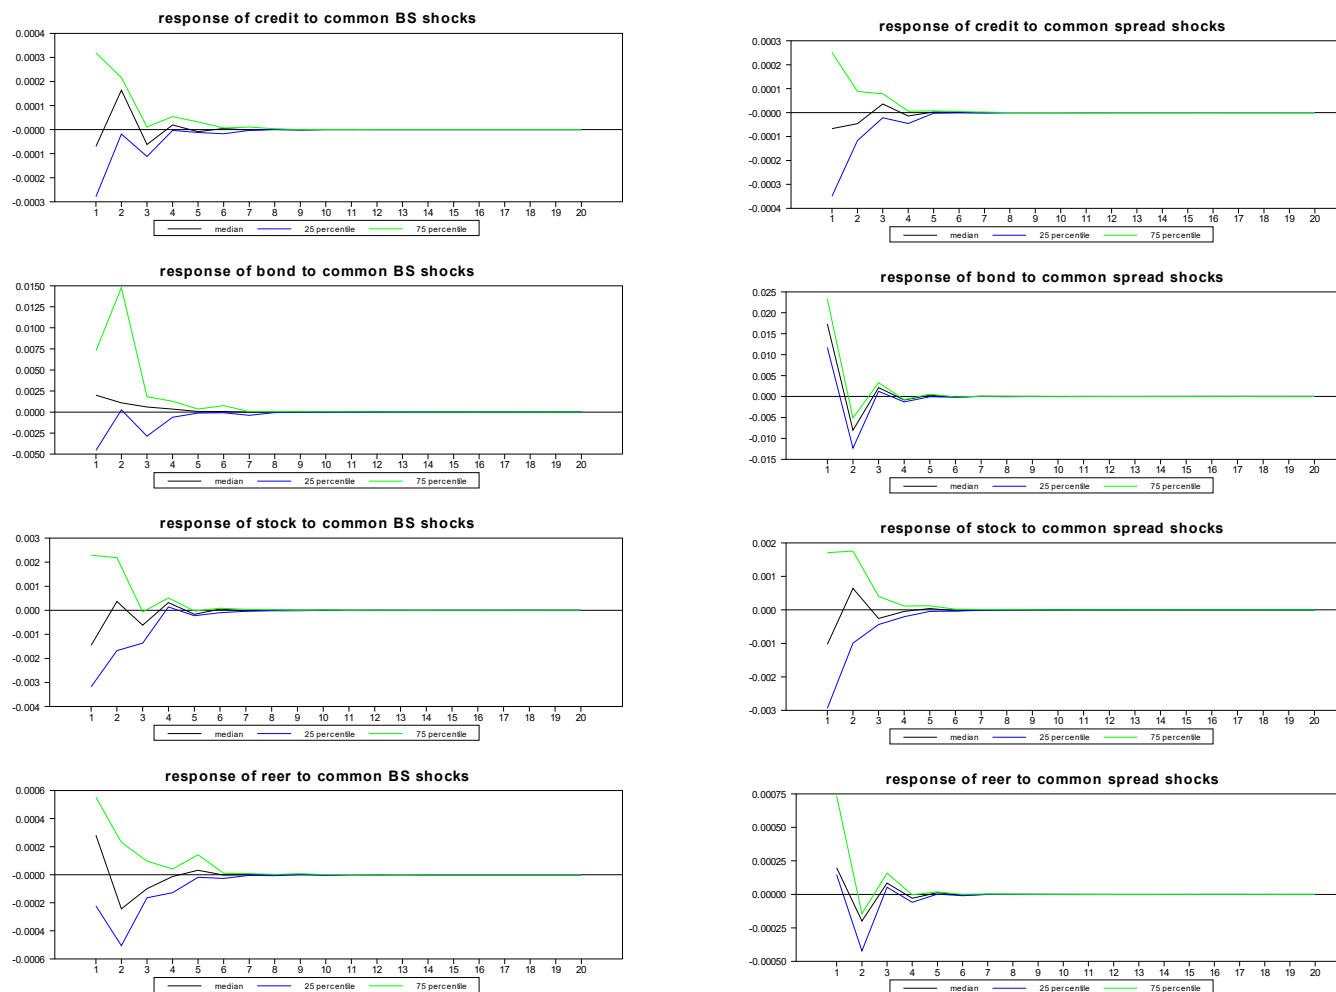 response of credit to common BS shocks
0.0004
0.0003
0.0002
0.0001
-0.0000
-0.0001
-0.0002
-0.0003
1 2 3 4 5 6 7 8 9 10 11 12 13 14 15 16 17 18 19 20
median 25 percentile 75 percentile
response of credit to common spread shocks
0.0003
0.0002
0.0001
-0.0000
-0.0001
-0.0002
-0.0003
-0.0004
1 2 3 4 5 6 7 8 9 10 11 12 13 14 15 16 17 18 19 20
median 25 percentile 75 percentile
response of bond to common BS shocks
0.0150
0.0125
0.0100
0.0075
0.0050
0.0025
0.0000
-0.0025
-0.0050
1 2 3 4 5 6 7 8 9 10 11 12 13 14 15 16 17 18 19 20
median 25 percentile 75 percentile
response of bond to common spread shocks
0.025
0.020
0.015
0.010
0.005
0.000
-0.005
-0.010
-0.015
1 2 3 4 5 6 7 8 9 10 11 12 13 14 15 16 17 18 19 20
median 25 percentile 75 percentile
response of stock to common BS shocks
0.003
0.002
0.001
0.000
-0.001
-0.002
-0.003
-0.004
1 2 3 4 5 6 7 8 9 10 11 12 13 14 15 16 17 18 19 20
median 25 percentile 75 percentile
response of stock to common spread shocks
0.002
0.001
0.000
-0.001
-0.002
-0.003
1 2 3 4 5 6 7 8 9 10 11 12 13 14 15 16 17 18 19 20
median 25 percentile 75 percentile
response of reer to common BS shocks
0.0006
0.0004
0.0002
-0.0000
-0.0002
-0.0004
-0.0006
1 2 3 4 5 6 7 8 9 10 11 12 13 14 15 16 17 18 19 20
median 25 percentile 75 percentile
response of reer to common spread shocks
0.00075
0.00050
0.00025
0.00000
-0.00025
-0.00050
1 2 3 4 5 6 7 8 9 10 11 12 13 14 15 16 17 18 19 20
median 25 percentile 75 percentile